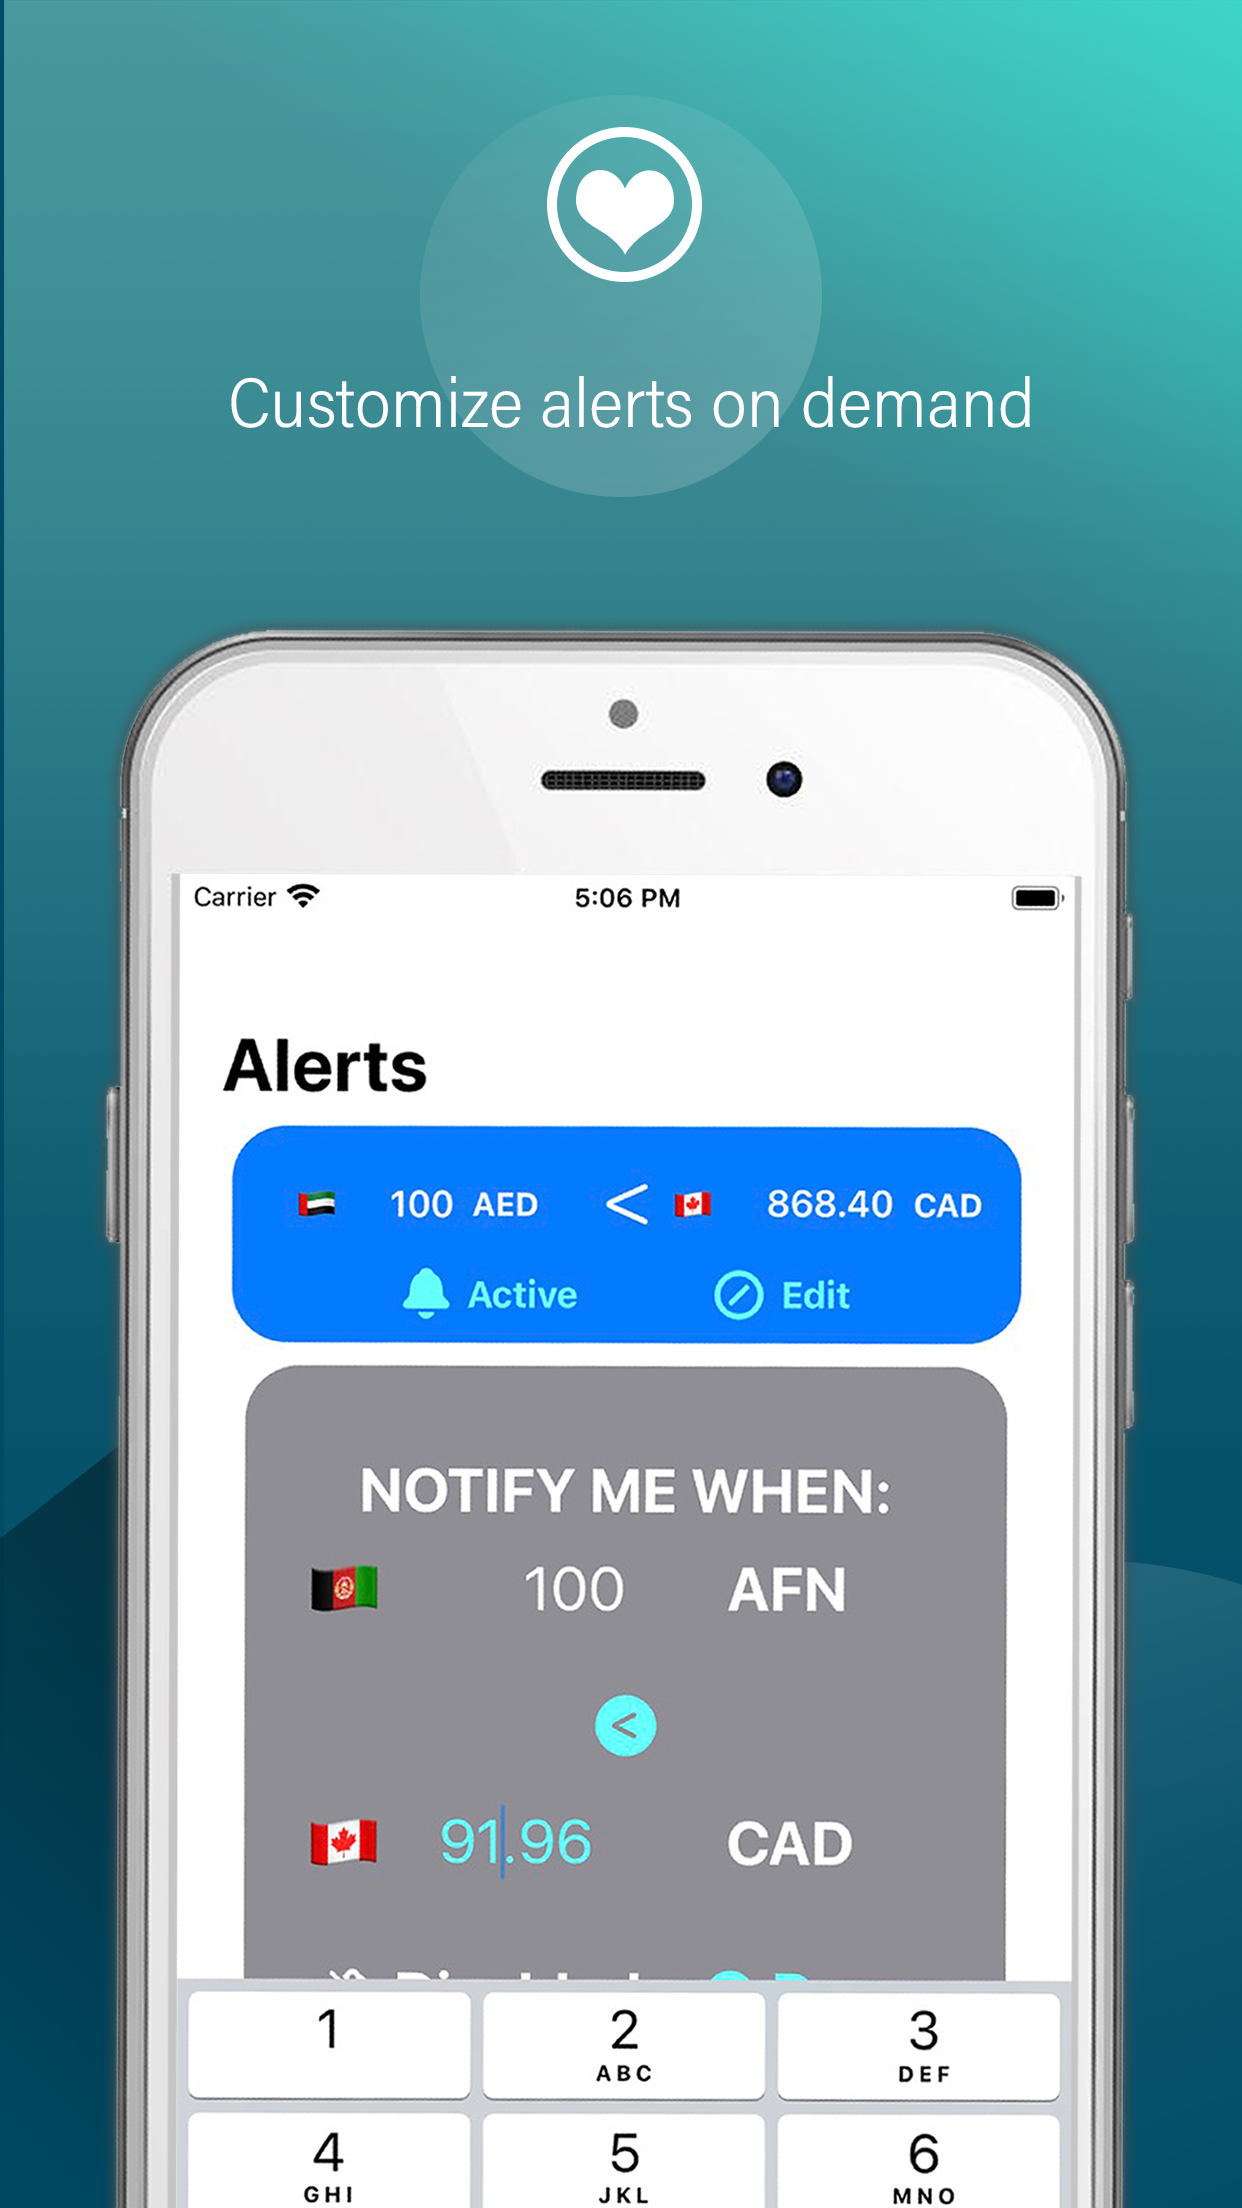 Customize alerts on demand
Carrier 5:06 PM
Alerts
100 AED < 868.40 CAD
Active Edit
NOTIFY ME WHEN:
100 AFN
<
91.96 CAD
1 2 3
ABC DEF
4 5 6
GHI JKL MNO